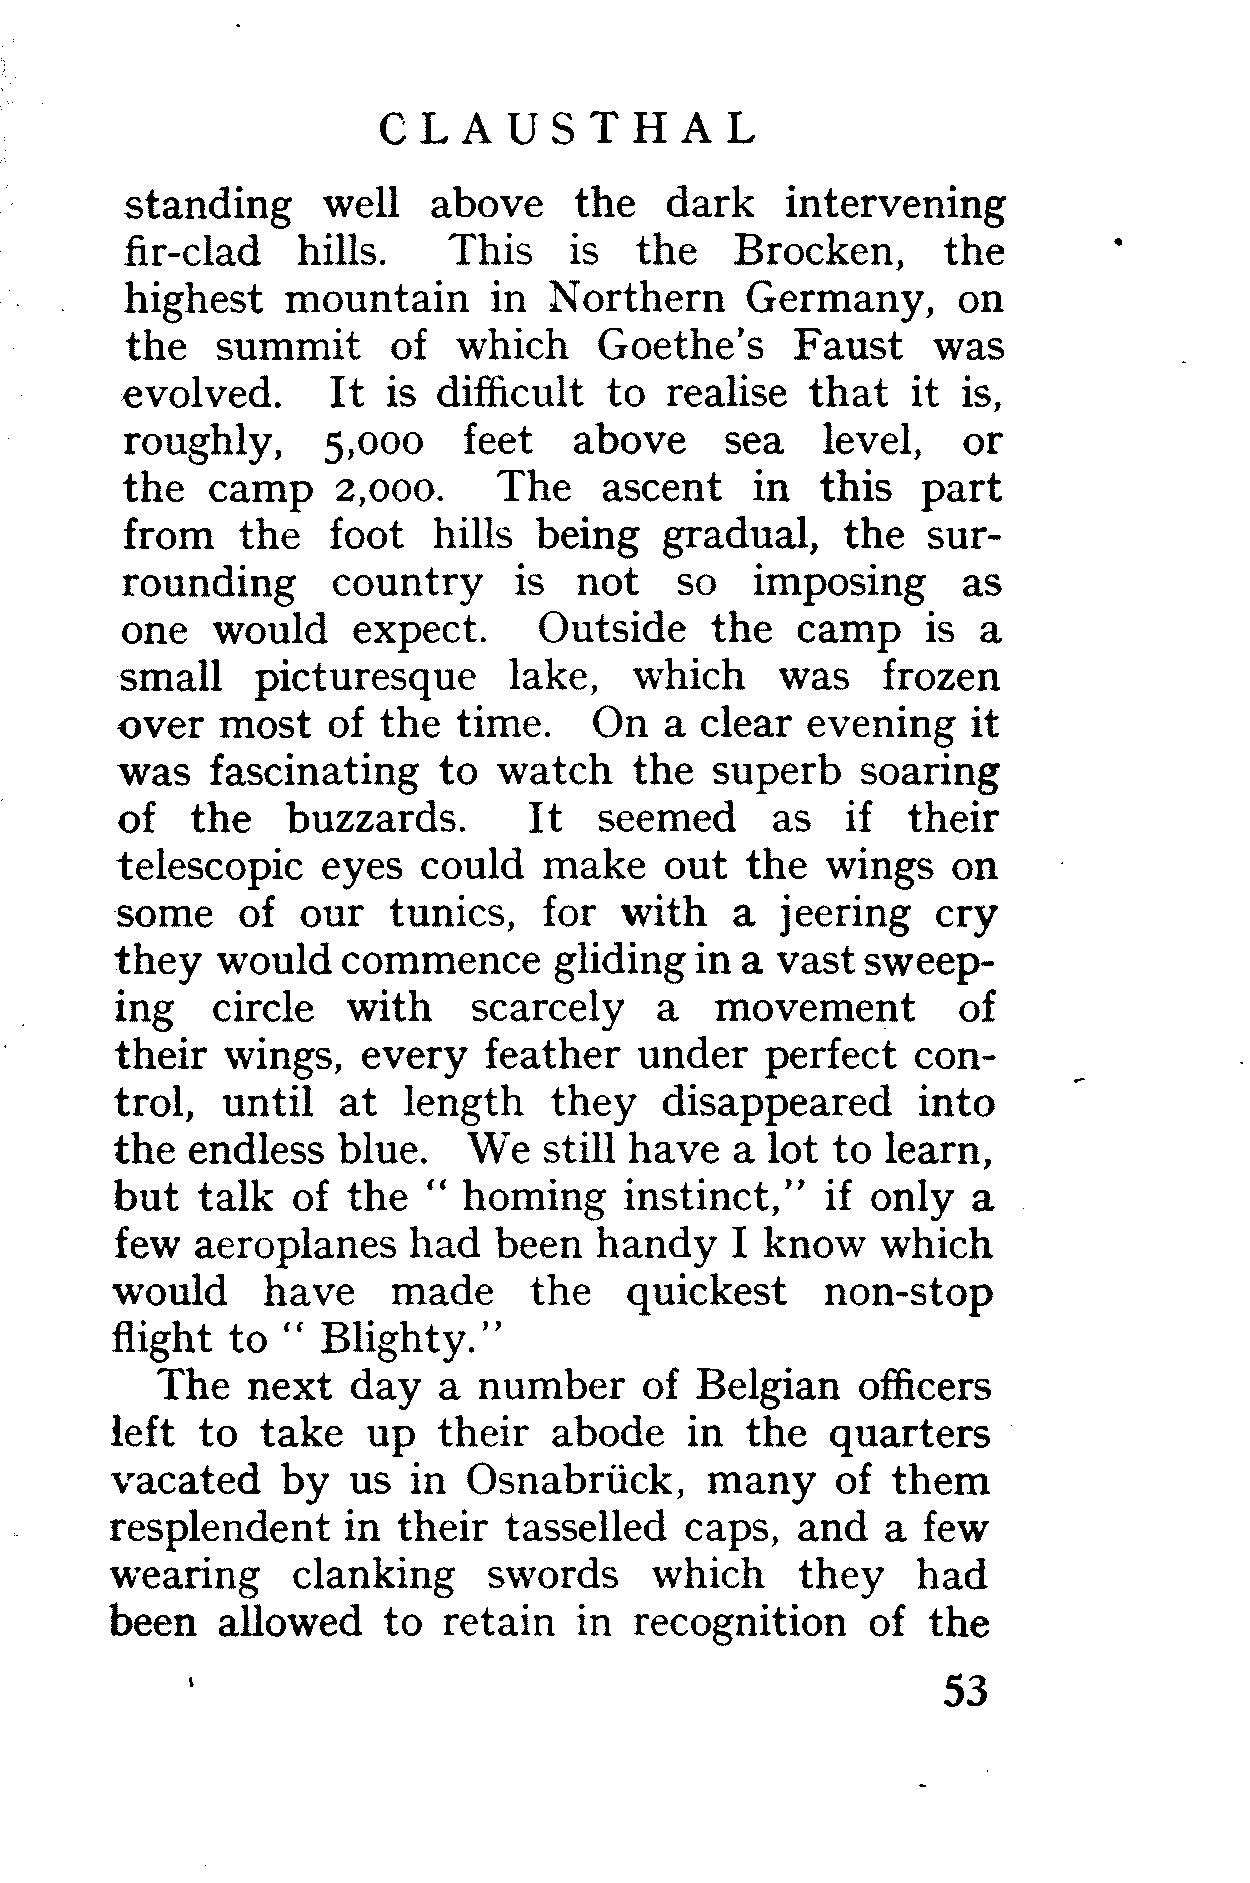 CLAUSTHAL
standing well above the dark intervening
fir-clad hills. This is the Brocken, the
highest mountain in Northern Germany, on
the summit of which Goethe's Faust was
evolved. It is difficult to realise that it is,
roughly, 5,000 feet above sea level, or
the camp 2,000. The ascent in this part
from the foot hills being gradual, the sur-
rounding country is not so imposing as
one would expect. Outside the camp is a
small picturesque lake, which was frozen
over most of the time. On a clear evening it
was fascinating to watch the superb soaring
of the buzzards. It seemed as if their
telescopic eyes could make out the wings on
some of our tunics, for with a jeering cry
they would commence gliding in a vast sweep-
ing circle with scarcely a movement of
their wings, every feather under perfect con-
trol, until at length they disappeared into
the endless blue. We still have a lot to learn,
but talk of the " homing instinct," if only a
few aeroplanes had been handy I know which
would have made the quickest non-stop
flight to " Blighty."
The next day a number of Belgian officers
left to take up their abode in the quarters
vacated by us in Osnabrück, many of them
resplendent in their tasselled caps, and a few
wearing clanking swords which they had
been allowed to retain in recognition of the
53